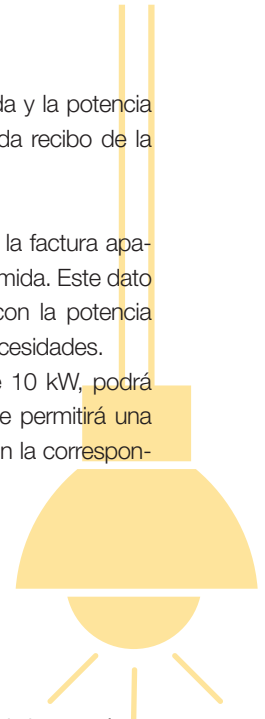 da y la potencia
da recibo de la
la factura apa-
mida. Este dato
con la potencia
cesidades.
10 kW, podrá
e permitirá una
n la correspon-